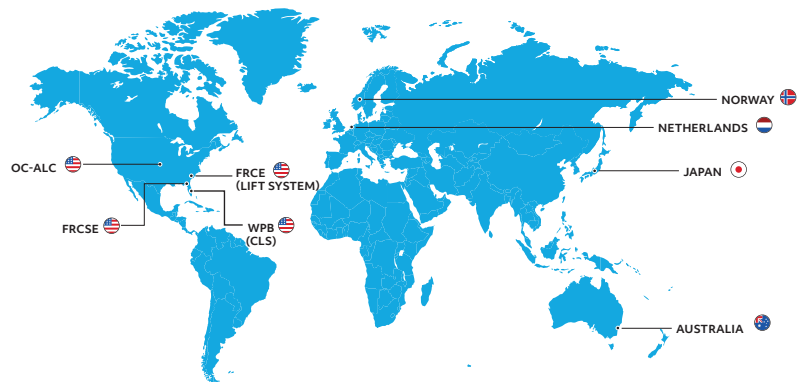 NORWAY
NETHERLANDS
OC-ALC
FRCE
(LIFT SYSTEM)
JAPAN
FRCSE
WPB
(CLS)
AUSTRALIA